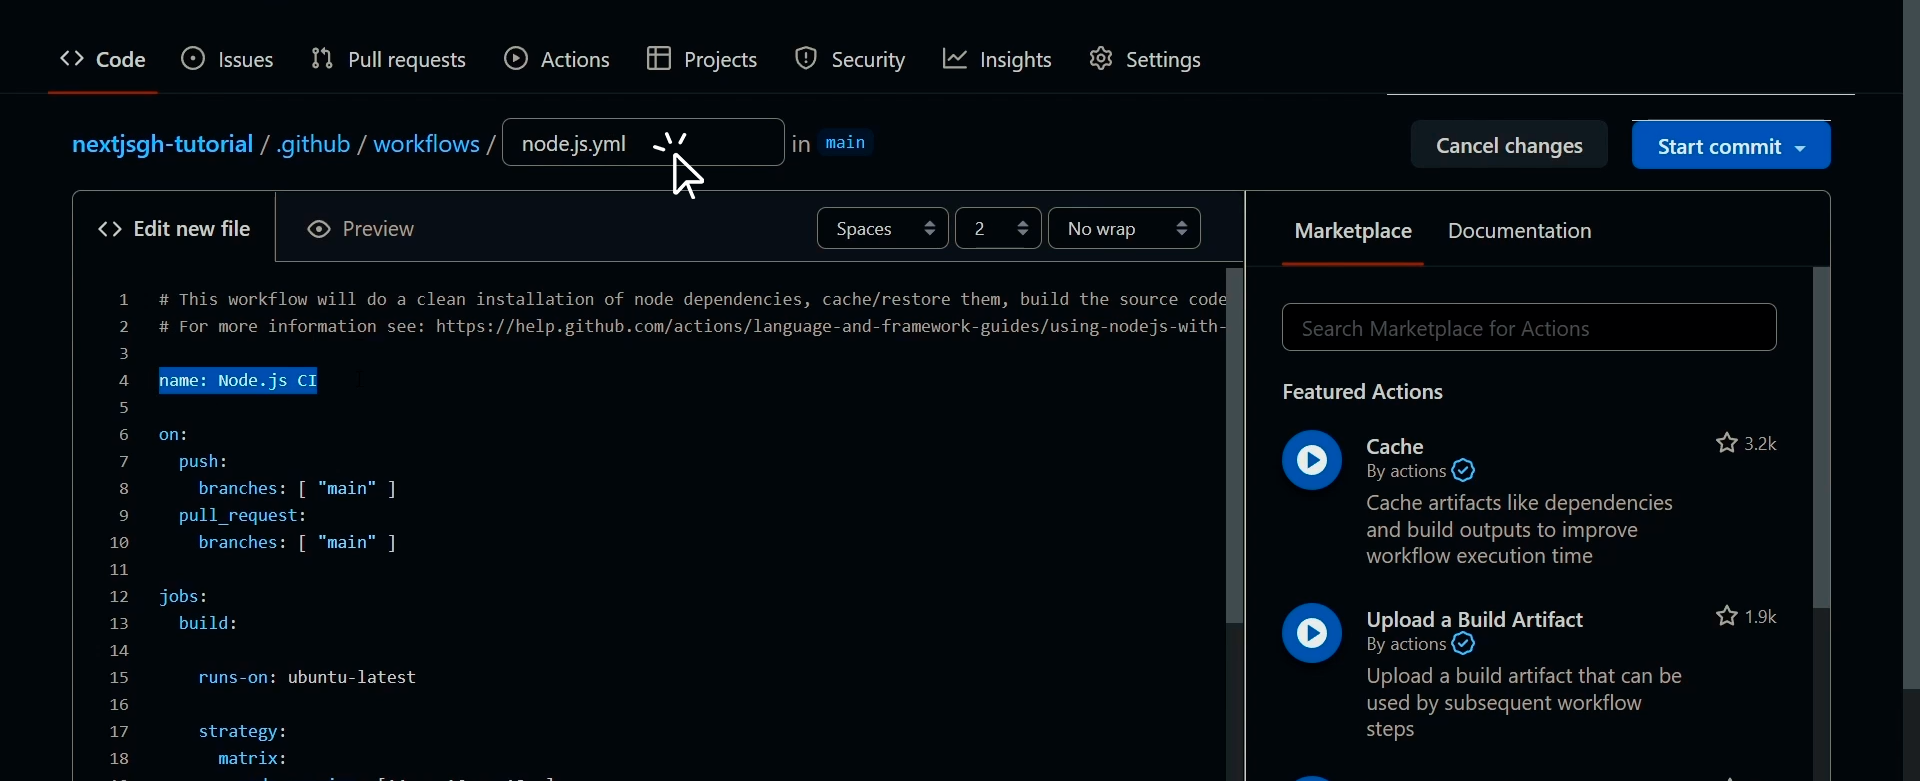 Code Issues Pull requests Actions Projects Security Insights Settings
nextjsgh-tutorial / .github / workflows / node.js.yml in main Cancel changes Start commit
Edit new file Preview Spaces 2 No wrap
1 # This workflow will do a clean installation of node dependencies, cache/restore them, build the source code
2 # For more information see: https://help.github.com/actions/language-and-framework-guides/using-nodejs-with-
3
4 name: Node.js CI
5
6 on:
7 push:
8 branches: [ "main" ]
9 pull_request:
10 branches: [ "main" ]
11
12 jobs:
13 build:
14
15 runs-on: ubuntu-latest
16
17 strategy:
18 matrix:
Marketplace Documentation
Search Marketplace for Actions
Featured Actions
Cache 3.2k
By actions
Cache artifacts like dependencies
and build outputs to improve
workflow execution time
Upload a Build Artifact 1.9k
By actions
Upload a build artifact that can be
used by subsequent workflow
steps